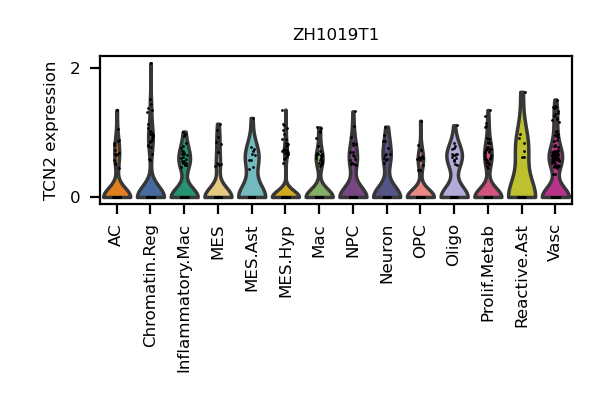 ZH1019T1
TCN2 expression
2
0
AC
Chromatin.Reg
Inflammatory.Mac
MES
MES.Ast
MES.Hyp
Mac
NPC
Neuron
OPC
Oligo
Prolif.Metab
Reactive.Ast
Vasc